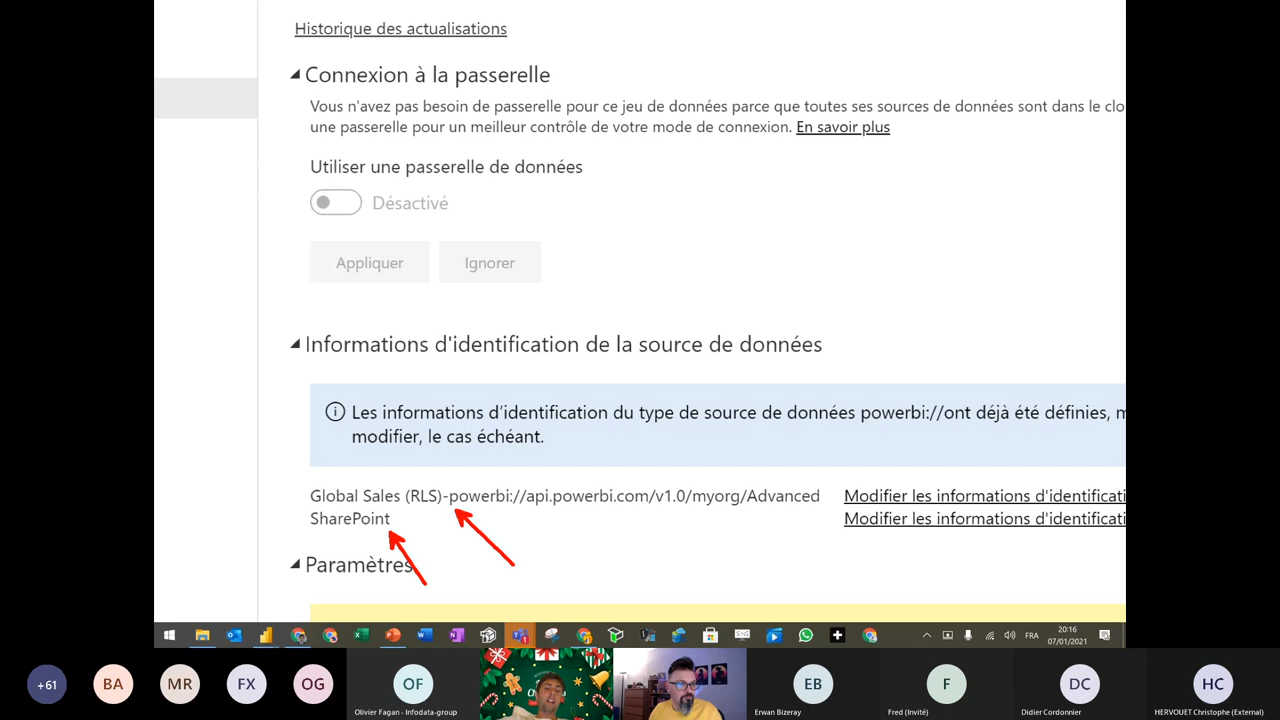 Historique des actualisations
Connexion à la passerelle
Vous n'avez pas besoin de passerelle pour ce jeu de données parce que toutes ses sources de données sont dans le clo
une passerelle pour un meilleur contrôle de votre mode de connexion. En savoir plus
Utiliser une passerelle de données
Désactivé
Appliquer Ignorer
Informations d'identification de la source de données
Les informations d'identification du type de source de données powerbi://ont déjà été définies, m
modifier, le cas échéant.
Global Sales (RLS)-powerbi://api.powerbi.com/v1.0/myorg/Advanced Modifier les informations d'identificati
SharePoint Modifier les informations d'identificati
Paramètres
FR 20:16
07/01/2021
+61 BA MR FX OG OF EB F DC HC
Olivier Fagan - Infodata-group Erwan Bizeray Fred (Invité) Didier Cordonnier HERVOUET Christophe (External)